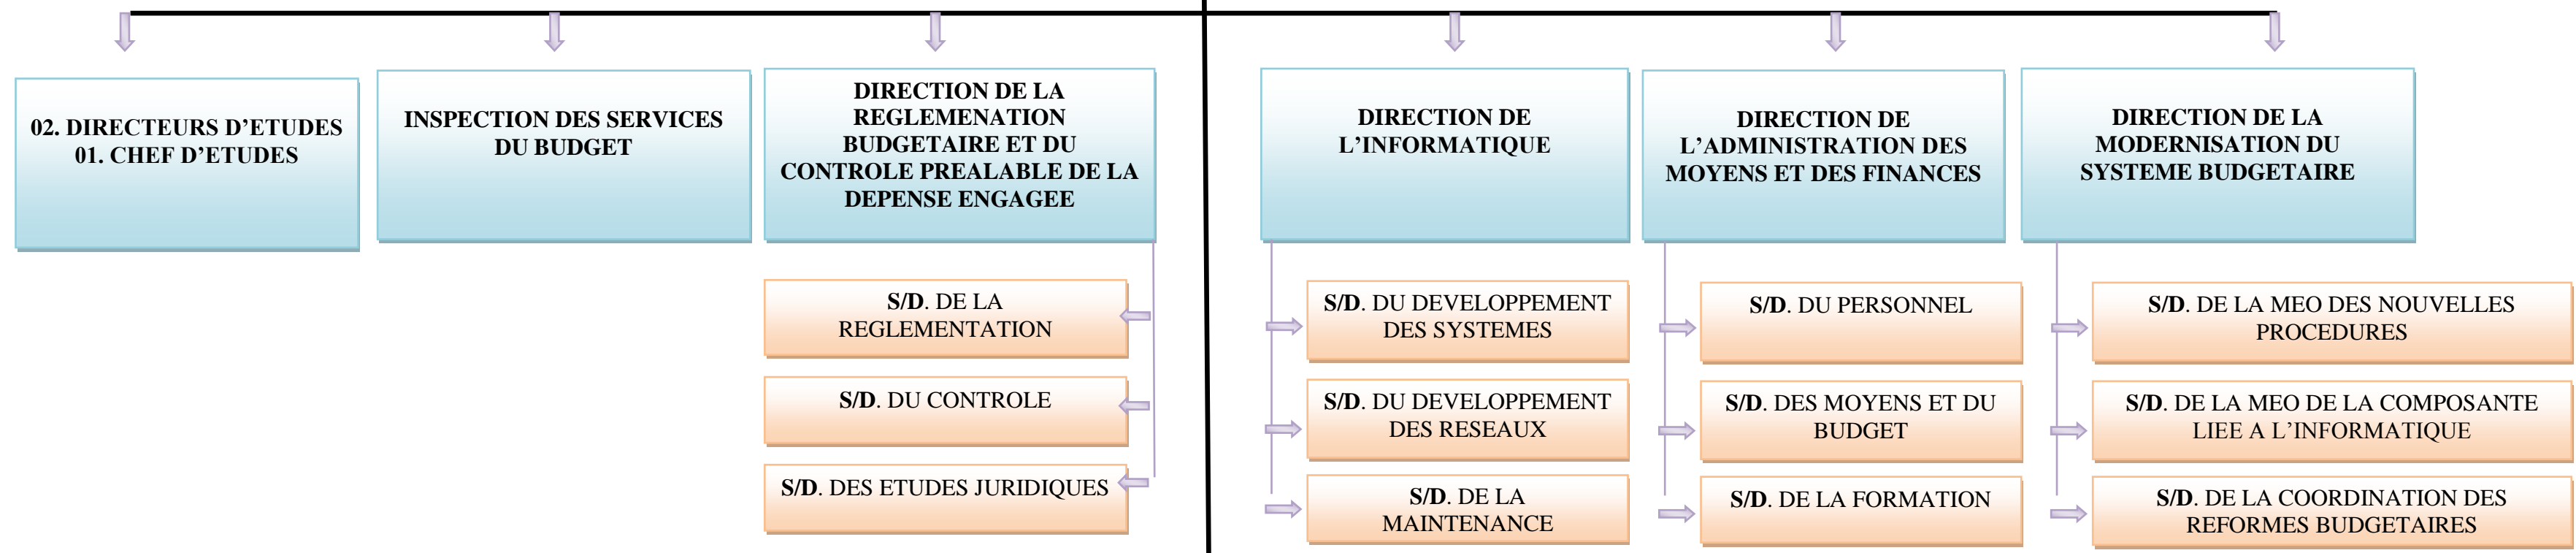 02. DIRECTEURS D’ETUDES
01. CHEF D’ETUDES
INSPECTION DES SERVICES
DU BUDGET
DIRECTION DE LA
REGLEMENATION
BUDGETAIRE ET DU
CONTROLE PREALABLE DE LA
DEPENSE ENGAGEE
DIRECTION DE
L’INFORMATIQUE
DIRECTION DE
L’ADMINISTRATION DES
MOYENS ET DES FINANCES
DIRECTION DE LA
MODERNISATION DU
SYSTEME BUDGETAIRE
S/D. DE LA
REGLEMENTATION
S/D. DU CONTROLE
S/D. DES ETUDES JURIDIQUES
S/D. DU DEVELOPPEMENT
DES SYSTEMES
S/D. DU DEVELOPPEMENT
DES RESEAUX
S/D. DE LA
MAINTENANCE
S/D. DU PERSONNEL
S/D. DES MOYENS ET DU
BUDGET
S/D. DE LA FORMATION
S/D. DE LA MEO DES NOUVELLES
PROCEDURES
S/D. DE LA MEO DE LA COMPOSANTE
LIEE A L’INFORMATIQUE
S/D. DE LA COORDINATION DES
REFORMES BUDGETAIRES